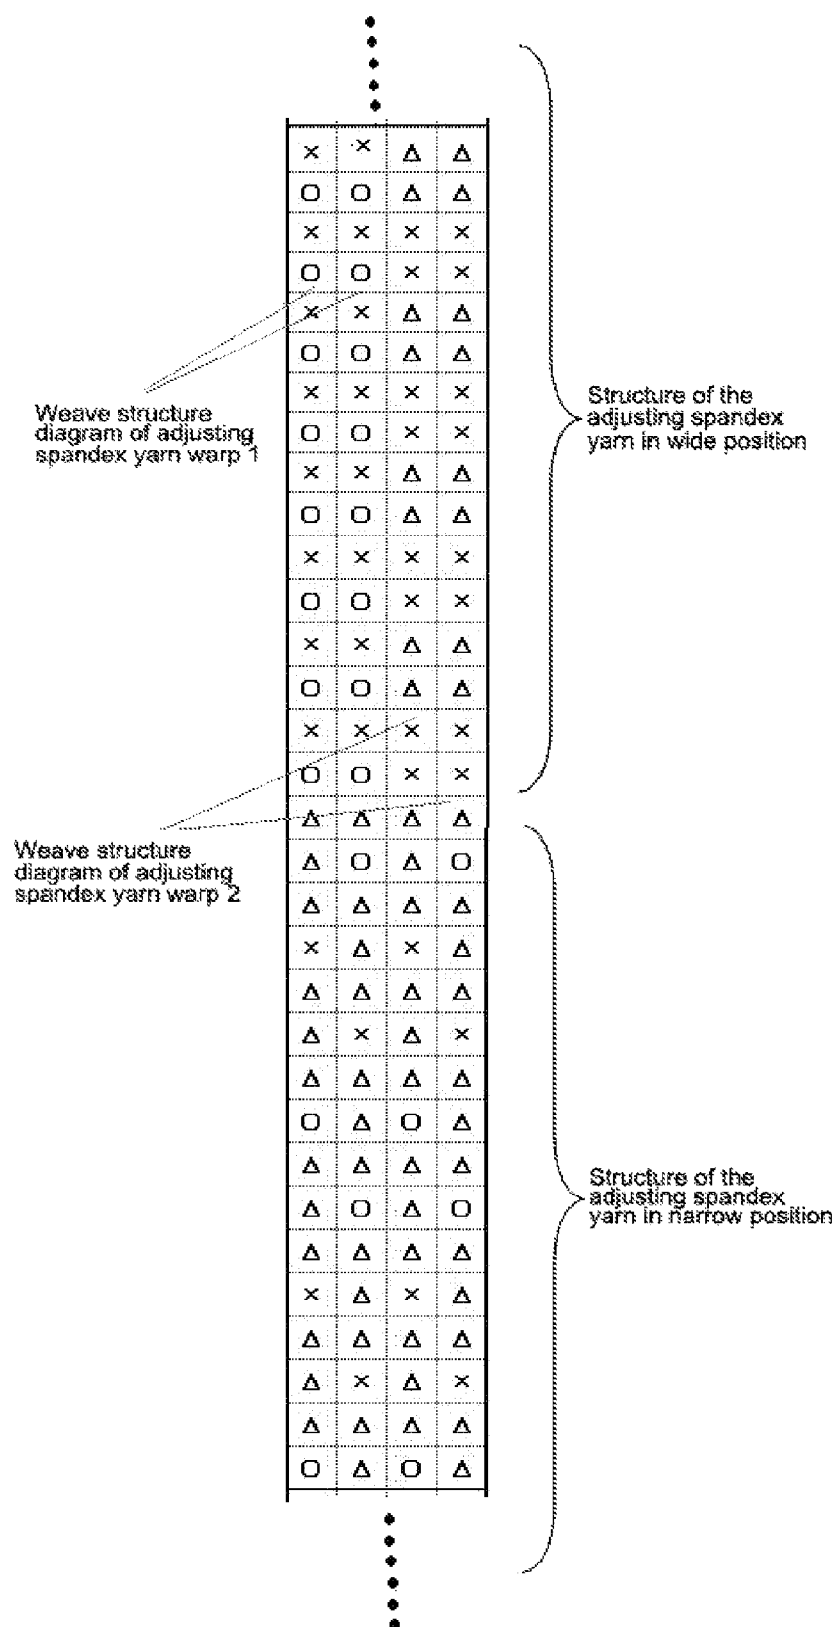 × × Δ Δ
O O Δ Δ
× × × ×
O O × ×
× × Δ Δ
O O Δ Δ
× × × ×
O O × ×
× × Δ Δ
O O Δ Δ
× × × ×
O O × ×
× × Δ Δ
O O Δ Δ
× × × ×
O O × ×
Δ Δ Δ Δ
Δ O Δ O
Δ Δ Δ Δ
× Δ × Δ
Δ Δ Δ Δ
Δ × Δ ×
Δ Δ Δ Δ
O Δ O Δ
Δ Δ Δ Δ
Δ O Δ O
Δ Δ Δ Δ
× Δ × Δ
Δ Δ Δ Δ
Δ × Δ ×
Δ Δ Δ Δ
O Δ O Δ
Weave structure
diagram of adjusting
spandex yarn warp 1
Structure of the
adjusting spandex
yarn in wide position
Weave structure
diagram of adjusting
spandex yarn warp 2
Structure of the
adjusting spandex
yarn in narrow position